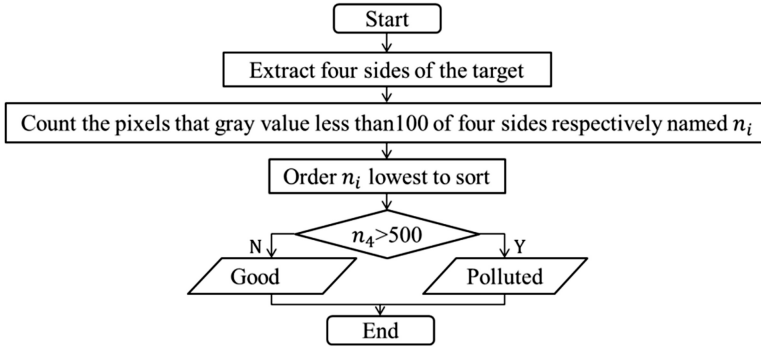 Start
Extract four sides of the target
Count the pixels that gray value less than100 of four sides respectively named nᵢ
Order nᵢ lowest to sort
n₄>500
N
Y
Good
Polluted
End